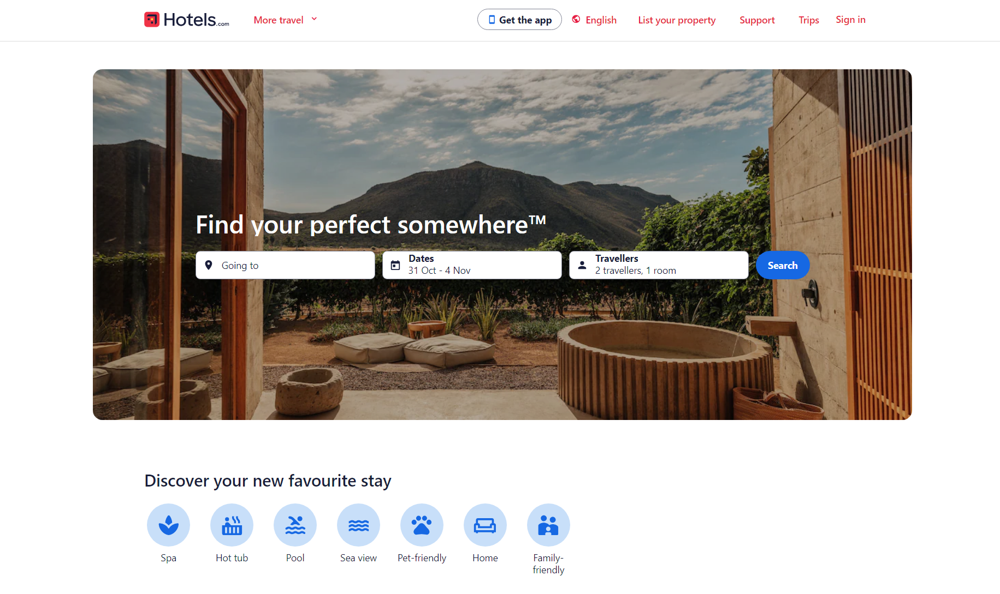 Hotels.com
More travel
Get the app
English
List your property
Support
Trips
Sign in
Find your perfect somewhere™
Going to
Dates
31 Oct - 4 Nov
Travellers
2 travellers, 1 room
Search
Discover your new favourite stay
Spa
Hot tub
Pool
Sea view
Pet-friendly
Home
Family-
friendly